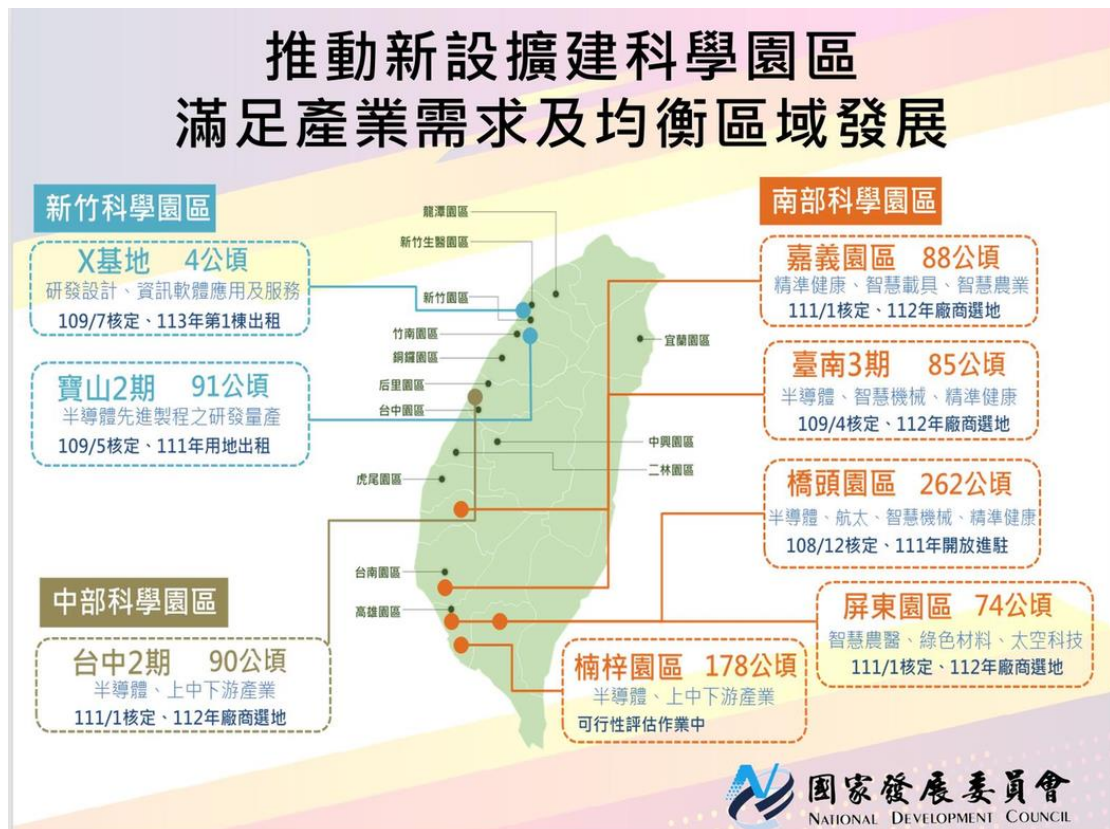 推動新設擴建科學園區
滿足產業需求及均衡區域發展
新竹科學園區
X基地 4公頃
研發設計、資訊軟體應用及服務
109/7核定、113年第1棟出租
寶山2期 91公頃
半導體先進製程之研發量產
109/5核定、111年用地出租
中部科學園區
台中2期 90公頃
半導體、上中下游產業
111/1核定、112年廠商選地
龍潭園區
新竹生醫園區
新竹園區
竹南園區
銅鑼園區
后里園區
台中園區
虎尾園區
台南園區
高雄園區
宜蘭園區
中興園區
二林園區
南部科學園區
嘉義園區 88公頃
精準健康、智慧載具、智慧農業
111/1核定、112年廠商選地
臺南3期 85公頃
半導體、智慧機械、精準健康
109/4核定、112年廠商選地
橋頭園區 262公頃
半導體、航太、智慧機械、精準健康
108/12核定、111年開放進駐
屏東園區 74公頃
智慧農醫、綠色材料、太空科技
111/1核定、112年廠商選地
楠梓園區 178公頃
半導體、上中下游產業
可行性評估作業中
國家發展委員會
NATIONAL DEVELOPMENT COUNCIL